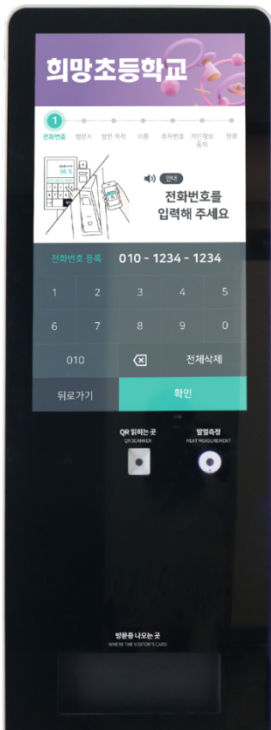 희망초등학교
1
전화번호 방문지 방문 목적 이름 주차번호 개인정보 동의 완료
안내
전화번호를
입력해 주세요
전화번호 등록 010 - 1234 - 1234
1 2 3 4 5
6 7 8 9 0
010 전체삭제
뒤로가기 확인
QR 읽히는 곳 발열측정
QR SCANNER HEAT MEASUREMENT
방문증 나오는 곳
WHERE THE VISITOR'S CARD